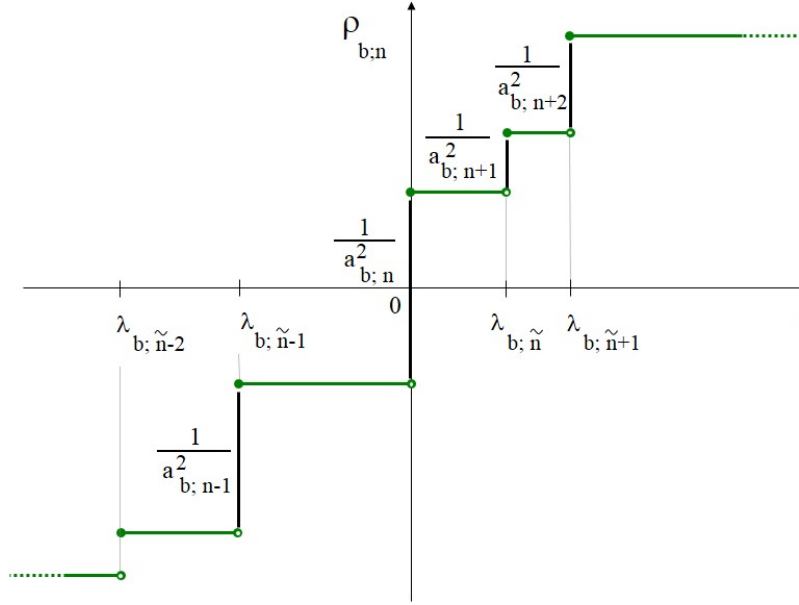 ρ b;n
1
a² b; n+2
1
a² b; n+1
1
a² b; n
0
λ b; ñ-2
λ b; ñ-1
λ b; ñ
λ b; ñ+1
1
a² b; n-1